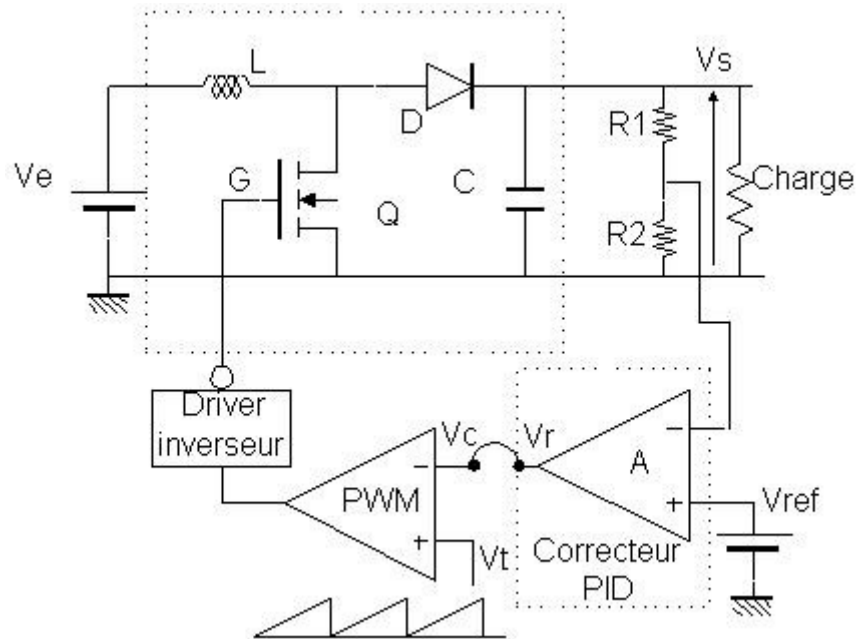 L
Vs
D
R1
Ve
G
Q
C
Charge
R2
Driver
inverseur
Vc
Vr
-
-
A
PWM
+
Vref
+
Vt
Correcteur
PID